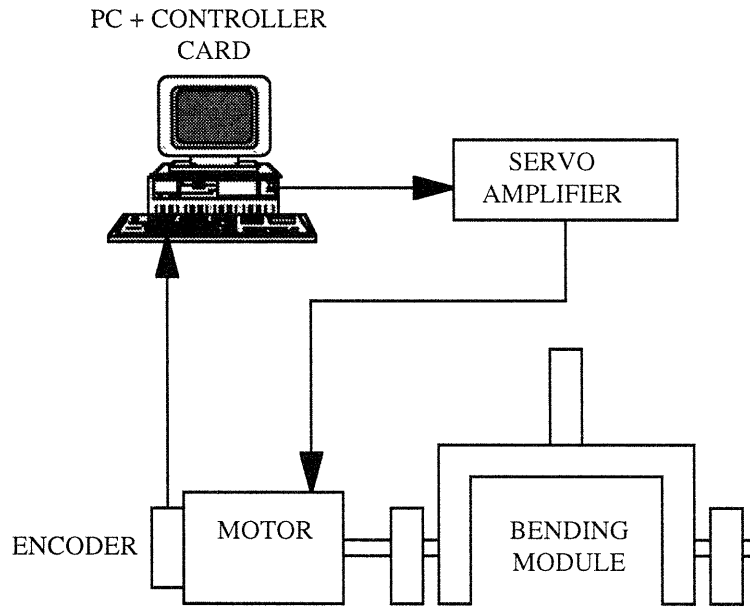 PC + CONTROLLER
CARD
SERVO
AMPLIFIER
ENCODER
MOTOR
BENDING
MODULE